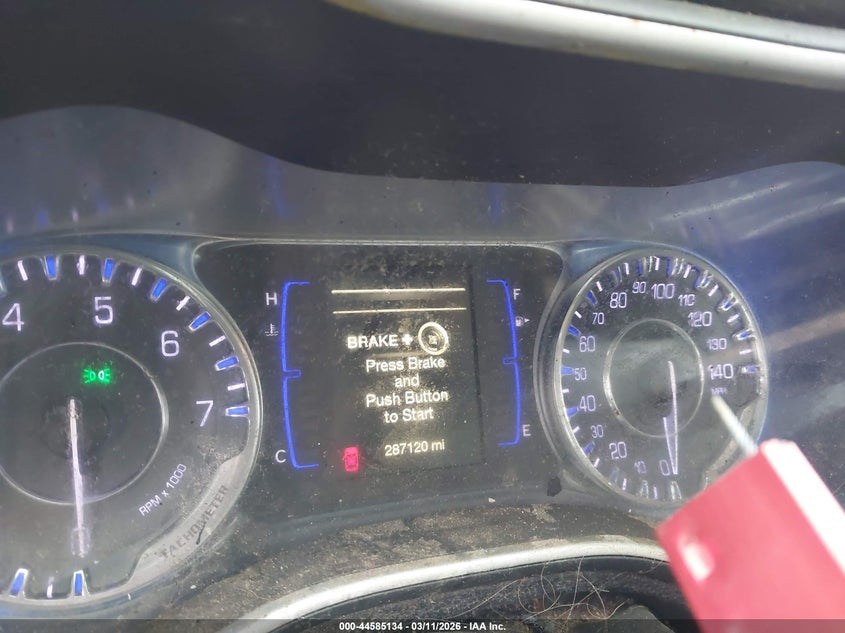 4
5
6
7
RPM x 1000
TACHOMETER
H
C
F
E
BRAKE +
Press Brake
and
Push Button
to Start
287120 mi
0
10
20
30
40
50
60
70
80
90
100
110
120
130
140
MPH
000-44585134 - 03/11/2026 - IAA Inc.